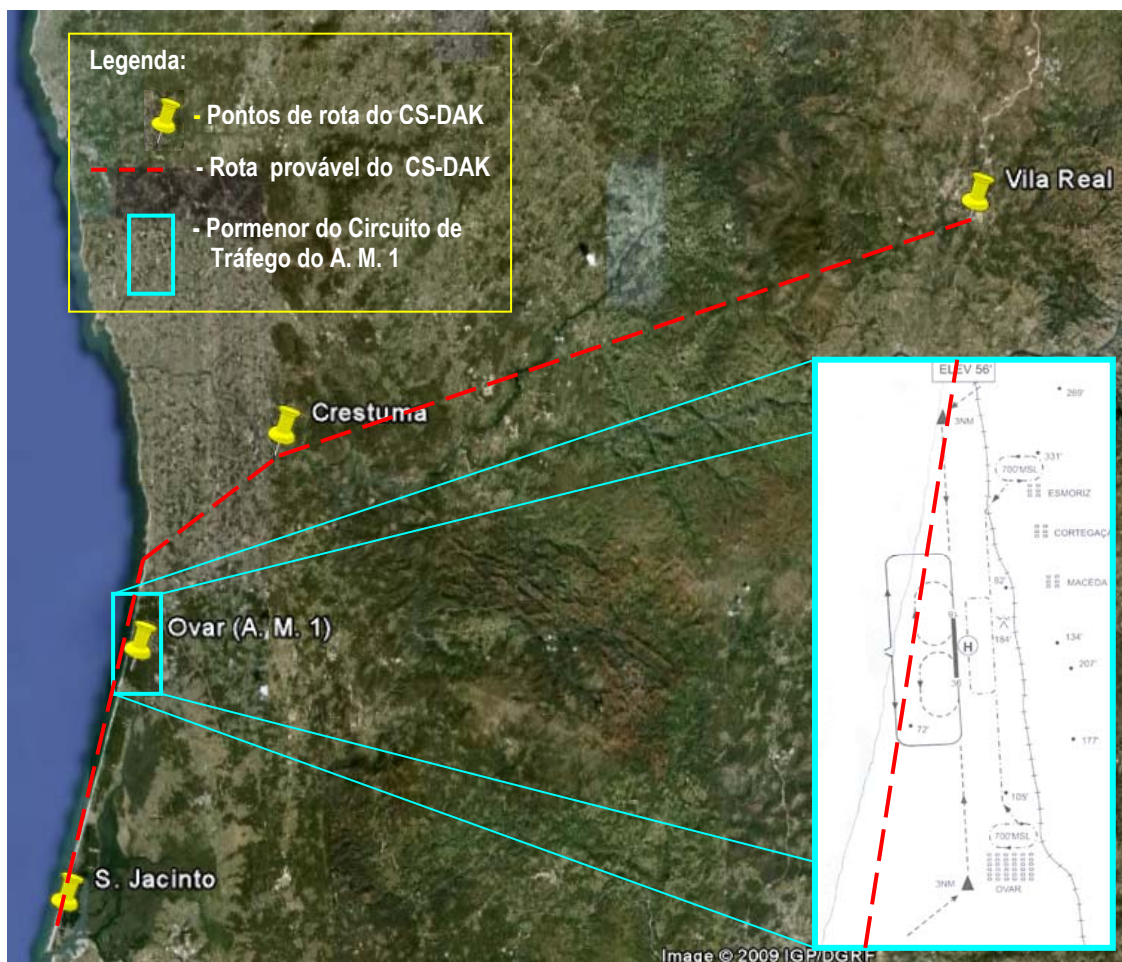 Legenda:
- Pontos de rota do CS-DAK
- Rota provável do CS-DAK
- Pormenor do Circuito de
Tráfego do A. M. 1
Vila Real
Crestuma
Ovar (A. M. 1)
S. Jacinto
ELEV 56'
269'
3NM
331'
700'MSL
ESMORIZ
CORTEGAÇA
82'
MACEDA
184'
134'
H
207'
36
72'
177'
105'
700'MSL
3NM
OVAR
Image © 2009 IGP/DGRF